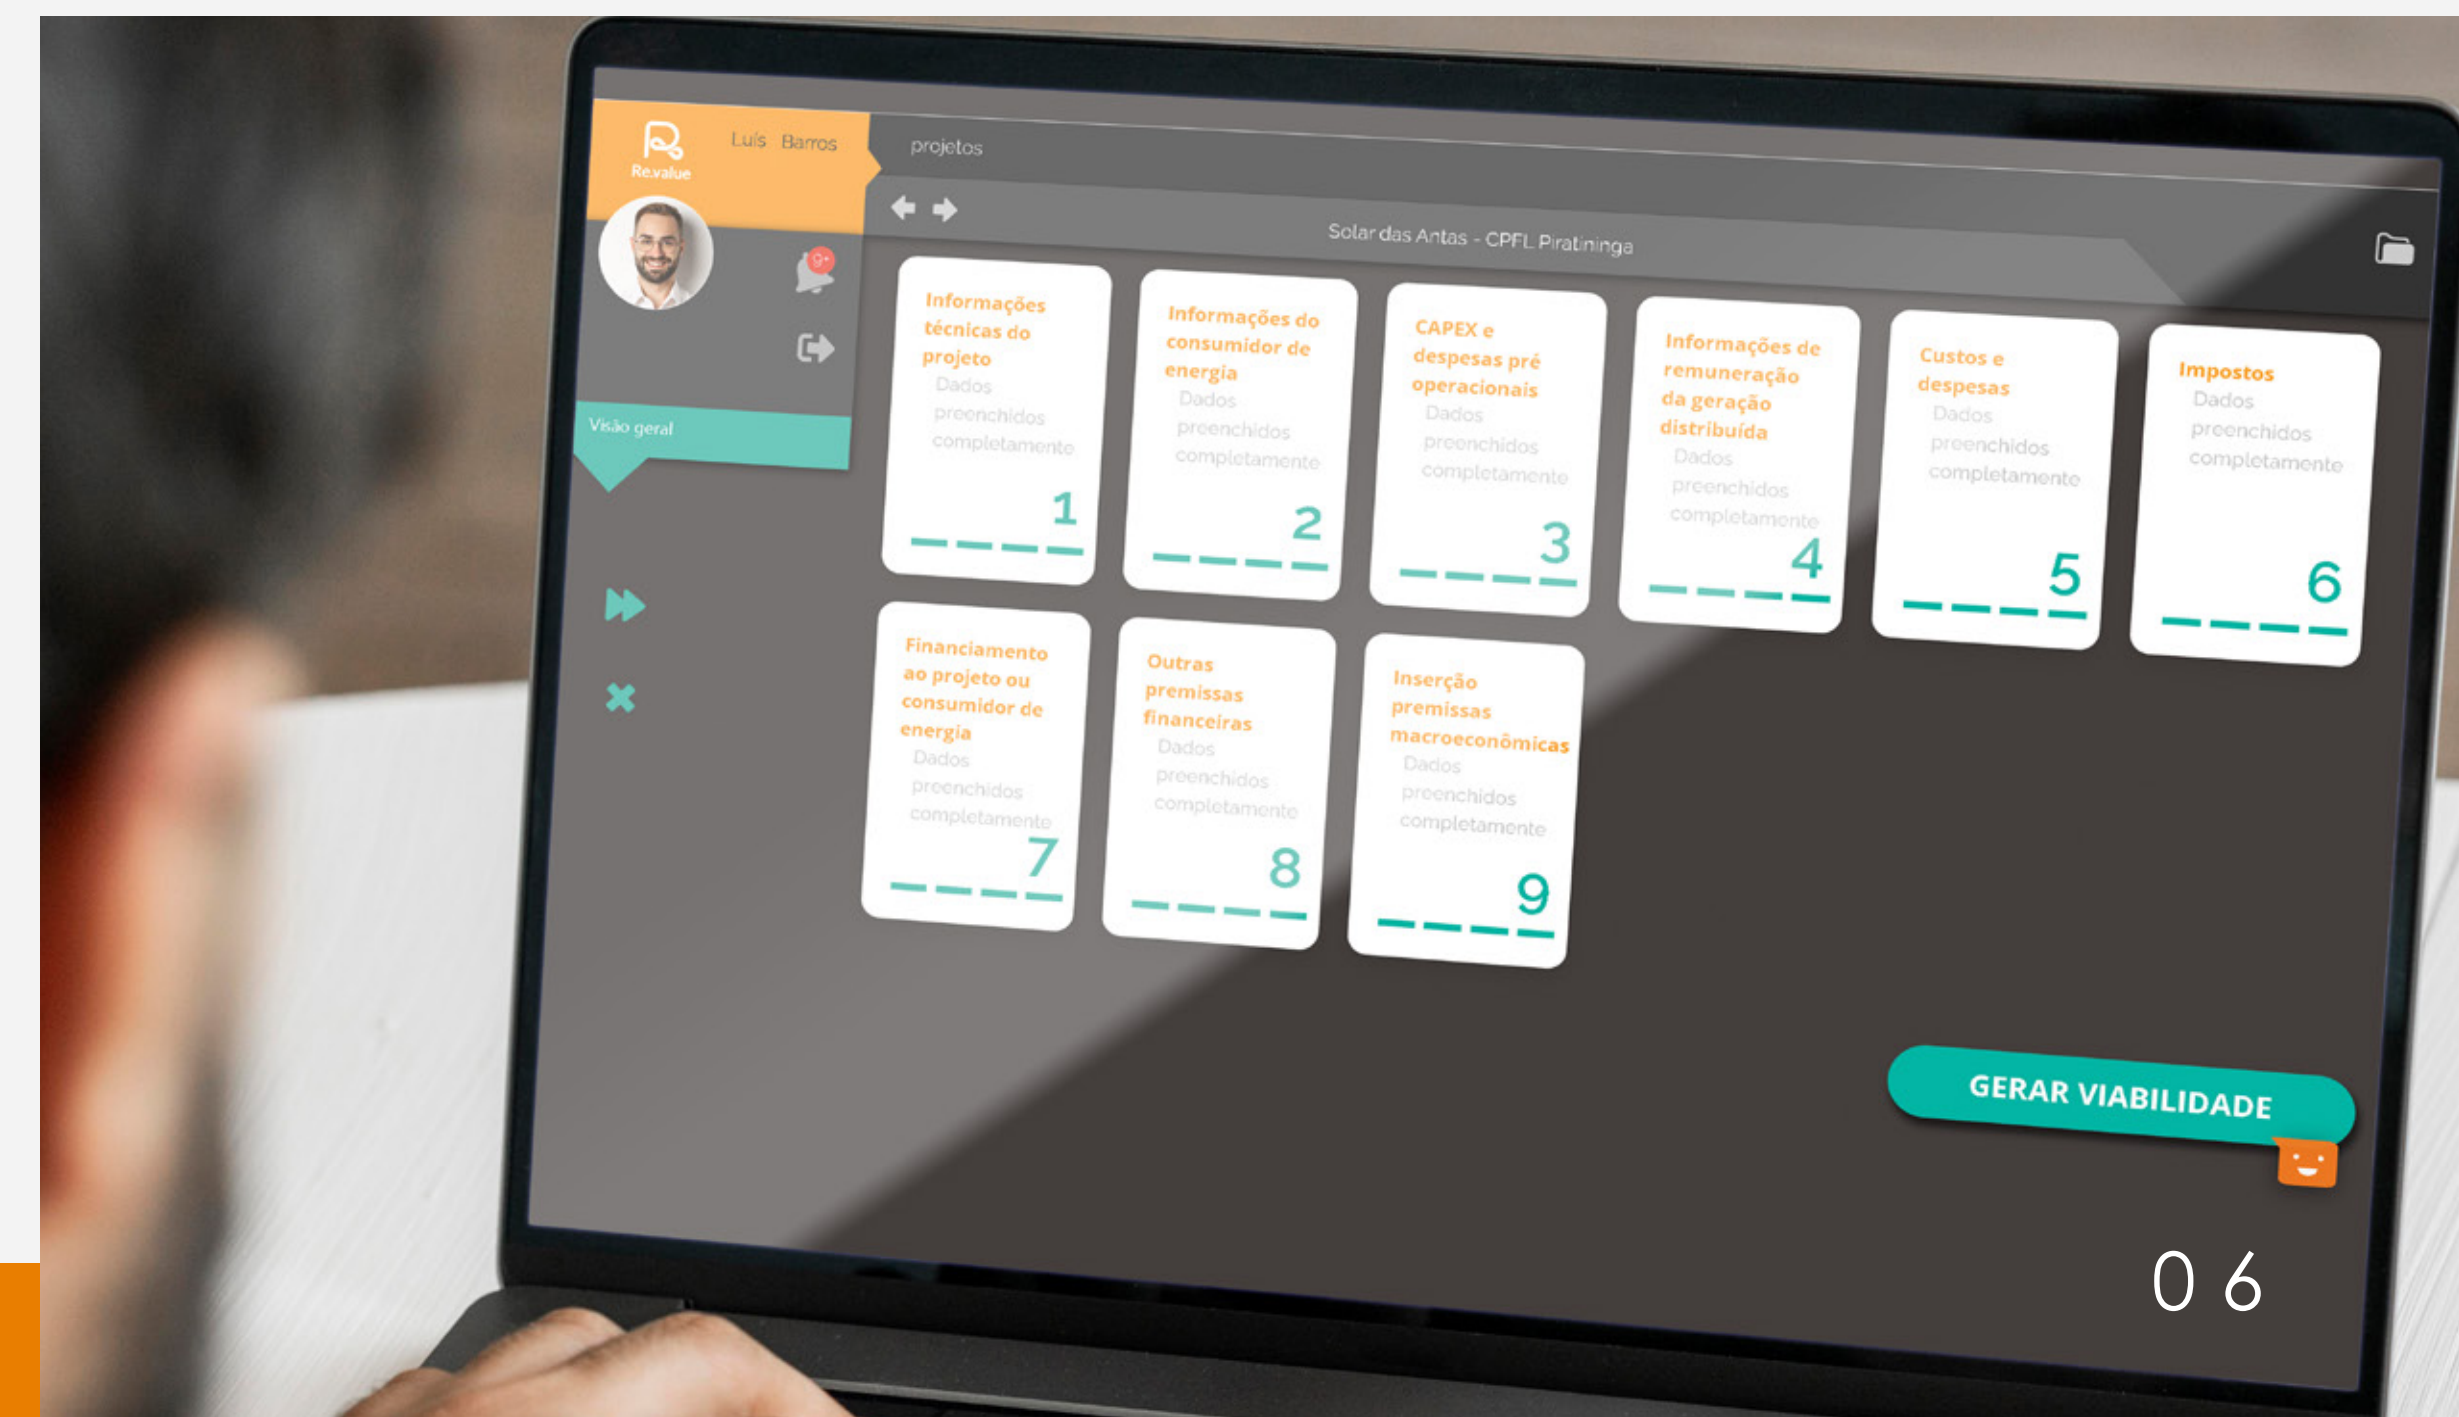 Re.value
Luís Barros
projetos
Solar das Antas - CPFL Piratininga
9+
Visão geral
Informações
técnicas do
projeto
Dados
preenchidos
completamente
1
Informações do
consumidor de
energia
Dados
preenchidos
completamente
2
CAPEX e
despesas pré
operacionais
Dados
preenchidos
completamente
3
Informações de
remuneração
da geração
distribuída
Dados
preenchidos
completamente
4
Custos e
despesas
Dados
preenchidos
completamente
5
Impostos
Dados
preenchidos
completamente
6
Financiamento
ao projeto ou
consumidor de
energia
Dados
preenchidos
completamente
7
Outras
premissas
financeiras
Dados
preenchidos
completamente
8
Inserção
premissas
macroeconômicas
Dados
preenchidos
completamente
9
GERAR VIABILIDADE
06